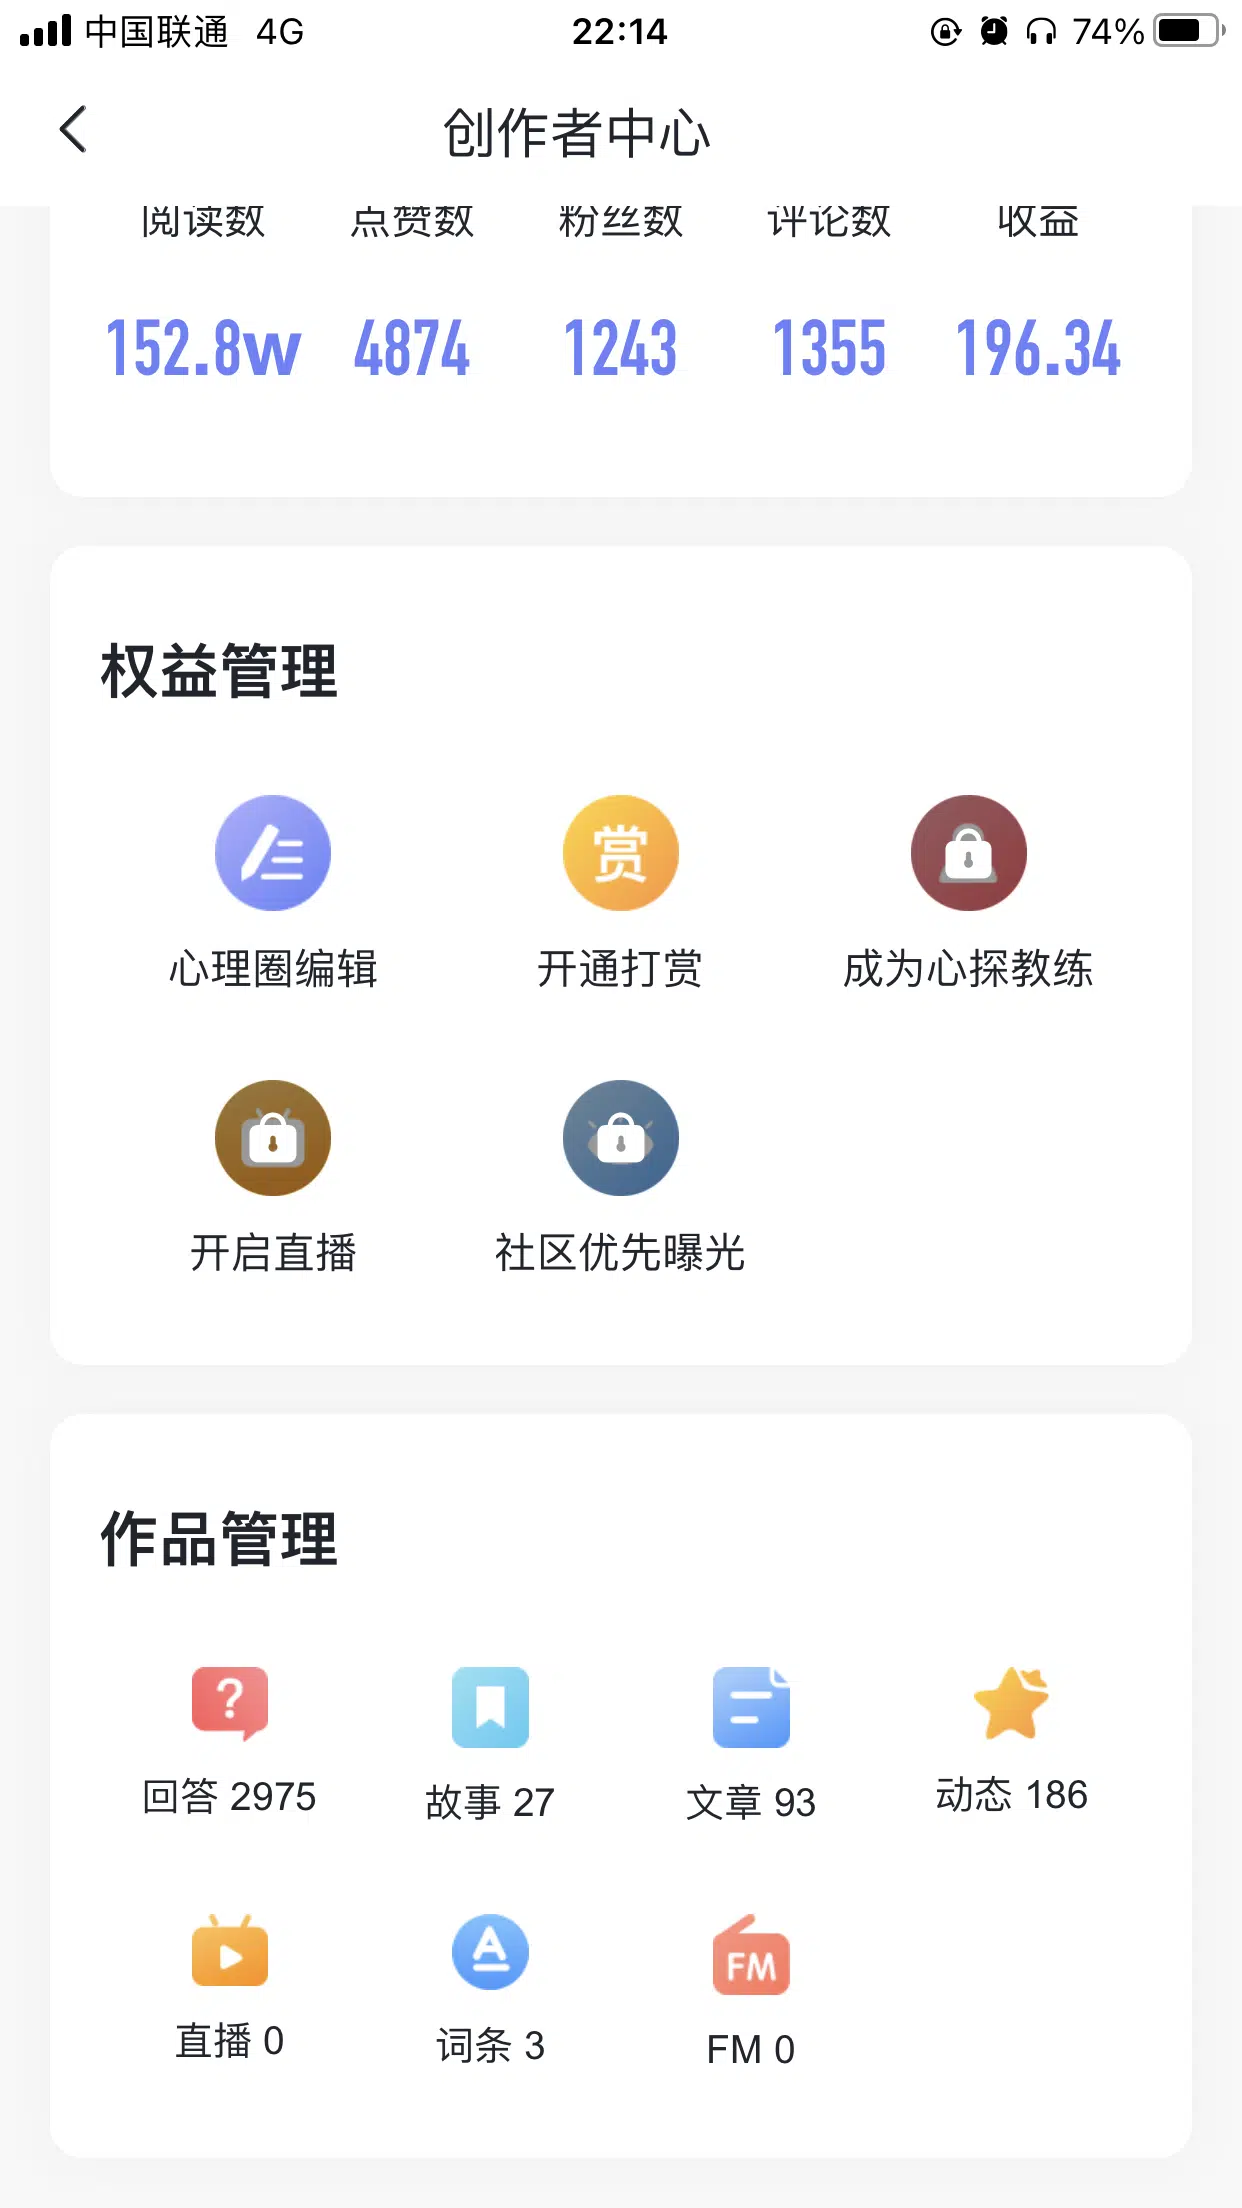 中国联通 4G 22:14 74%
创作者中心
阅读数 点赞数 粉丝数 评论数 收益
152.8w 4874 1243 1355 196.34
权益管理
赏
心理圈编辑 开通打赏 成为心探教练
开启直播 社区优先曝光
作品管理
?
回答 2975 故事 27 文章 93 动态 186
A FM
直播 0 词条 3 FM 0